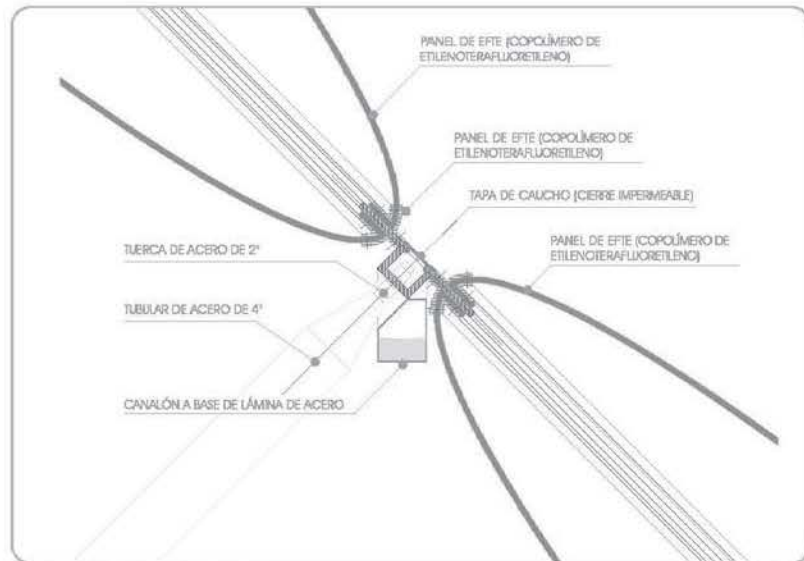 PANEL DE EFTE (COPOLÍMERO DE
ETILENOTERAFLUORETILENO)
PANEL DE EFTE (COPOLÍMERO DE
ETILENOTERAFLUORETILENO)
TAPA DE CAUCHO (CIERRE IMPERMEABLE)
PANEL DE EFTE (COPOLÍMERO DE
ETILENOTERAFLUORETILENO)
TUERCA DE ACERO DE 2"
TUBULAR DE ACERO DE 4"
CANALÓN A BASE DE LÁMINA DE ACERO